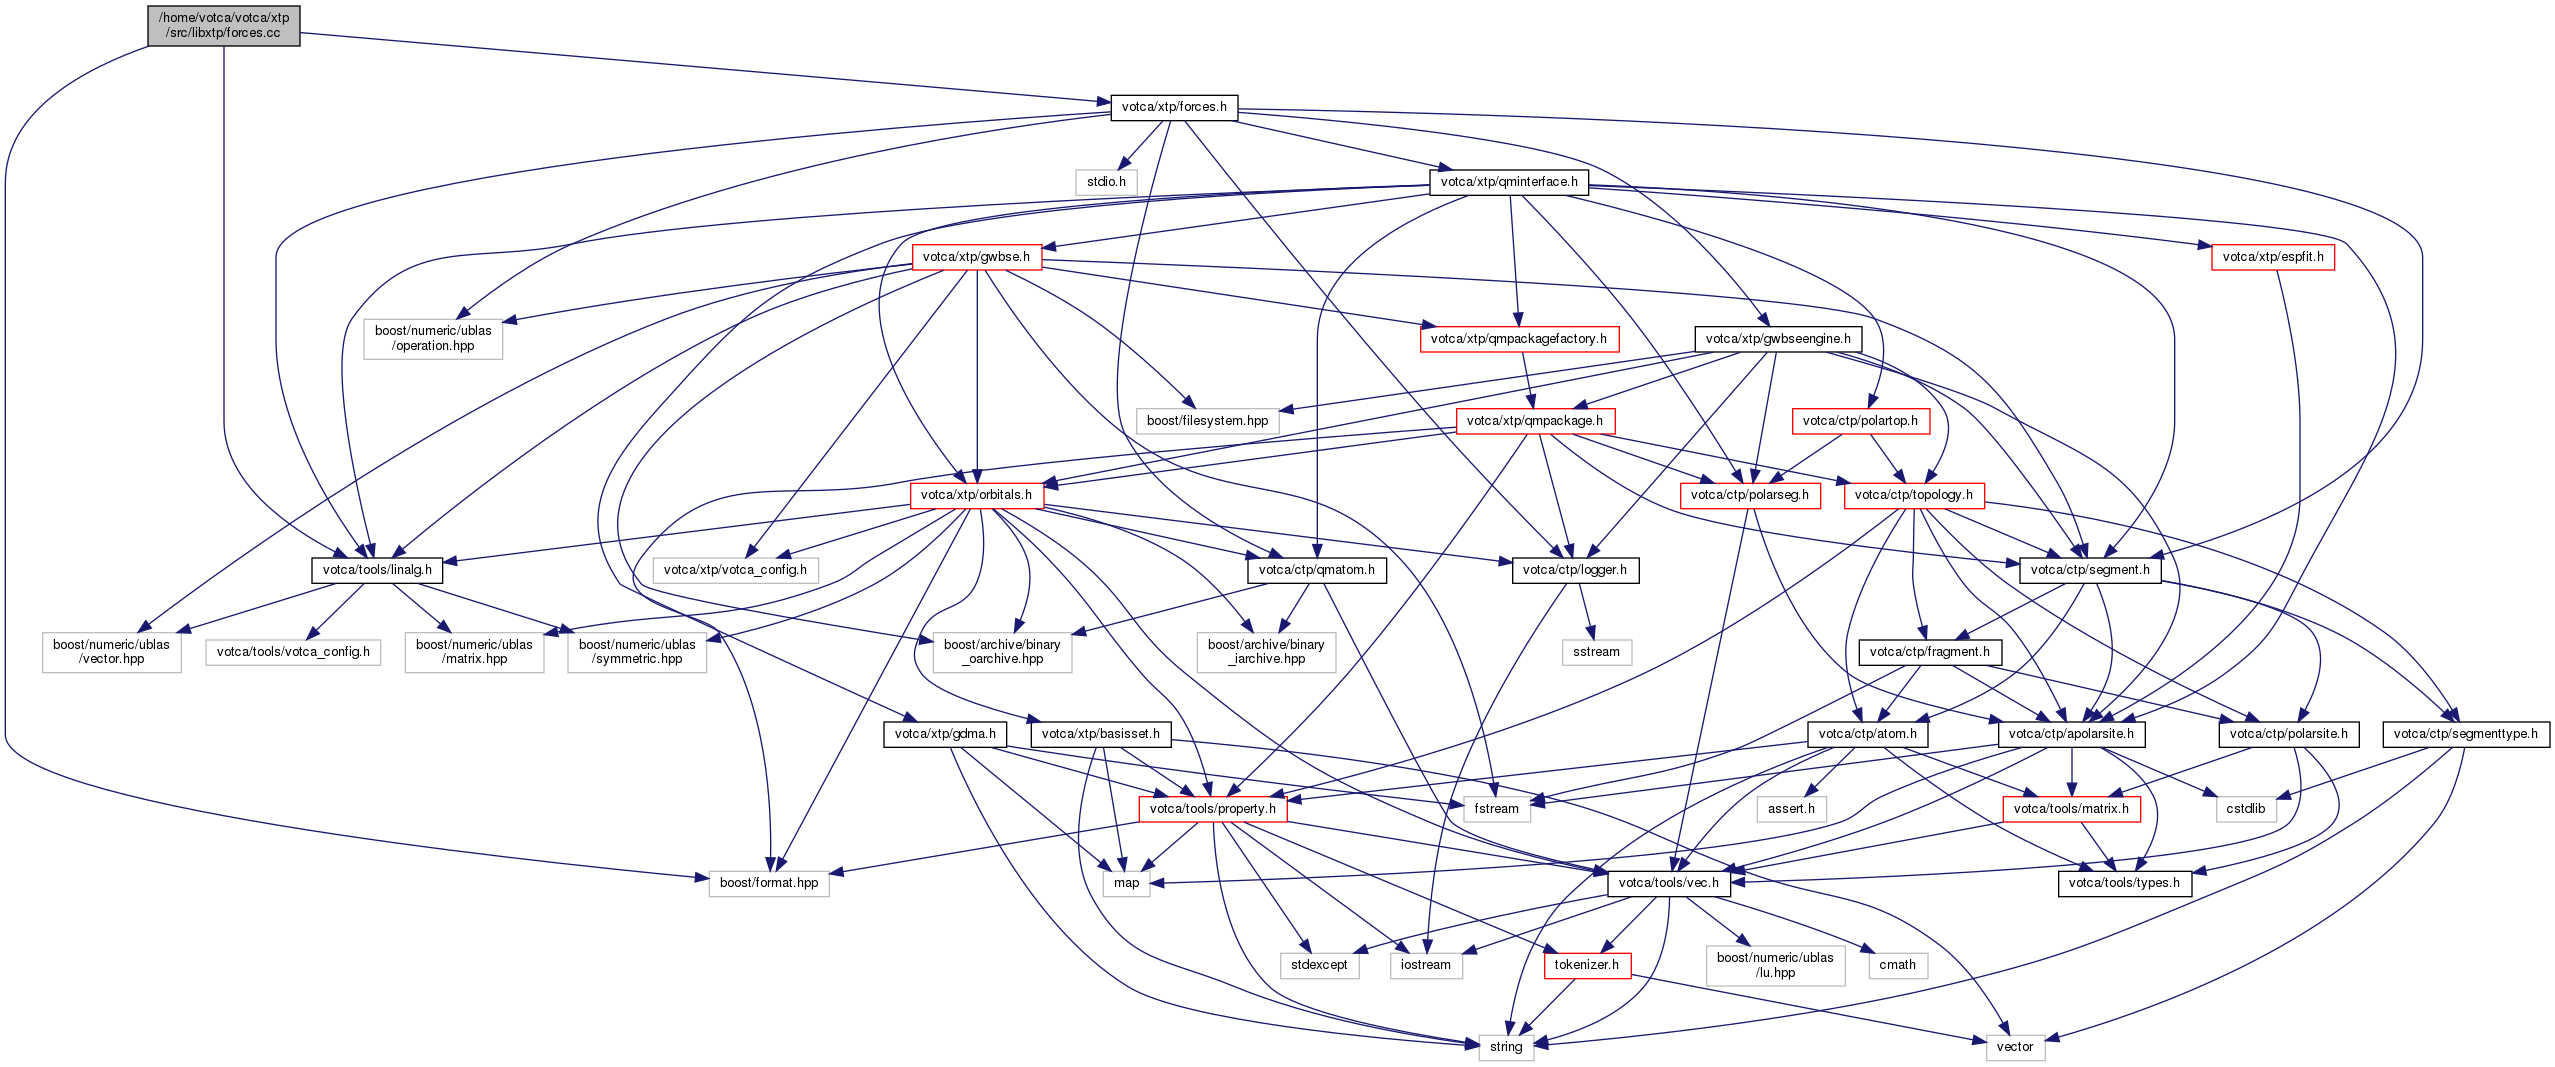 /home/votca/votca/xtp
/src/libxtp/forces.cc
votca/xtp/forces.h
stdio.h
votca/xtp/qminterface.h
votca/xtp/gwbse.h
votca/xtp/espfit.h
boost/numeric/ublas
/operation.hpp
votca/xtp/qmpackagefactory.h
votca/xtp/gwbseengine.h
boost/filesystem.hpp
votca/xtp/qmpackage.h
votca/ctp/polartop.h
votca/xtp/orbitals.h
votca/ctp/polarseg.h
votca/ctp/topology.h
votca/tools/linalg.h
votca/xtp/votca_config.h
votca/ctp/qmatom.h
votca/ctp/logger.h
votca/ctp/segment.h
boost/numeric/ublas
/vector.hpp
votca/tools/votca_config.h
boost/numeric/ublas
/matrix.hpp
boost/numeric/ublas
/symmetric.hpp
boost/archive/binary
_oarchive.hpp
boost/archive/binary
_iarchive.hpp
sstream
votca/ctp/fragment.h
votca/xtp/gdma.h
votca/xtp/basisset.h
votca/ctp/atom.h
votca/ctp/apolarsite.h
votca/ctp/polarsite.h
votca/ctp/segmenttype.h
votca/tools/property.h
fstream
assert.h
votca/tools/matrix.h
cstdlib
boost/format.hpp
map
votca/tools/vec.h
votca/tools/types.h
stdexcept
iostream
tokenizer.h
boost/numeric/ublas
/lu.hpp
cmath
string
vector